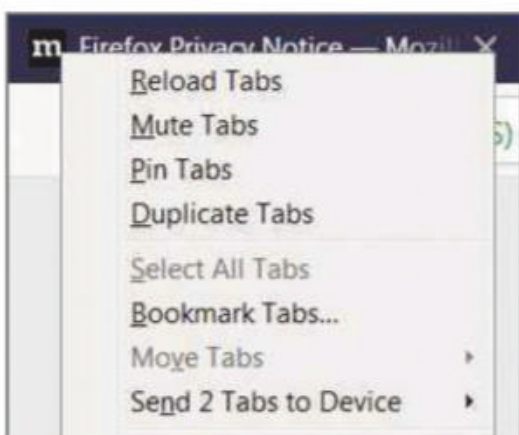 m Firefox Privacy Notice — Mozil
S)
Reload Tabs
Mute Tabs
Pin Tabs
Duplicate Tabs
Select All Tabs
Bookmark Tabs...
Move Tabs
Send 2 Tabs to Device